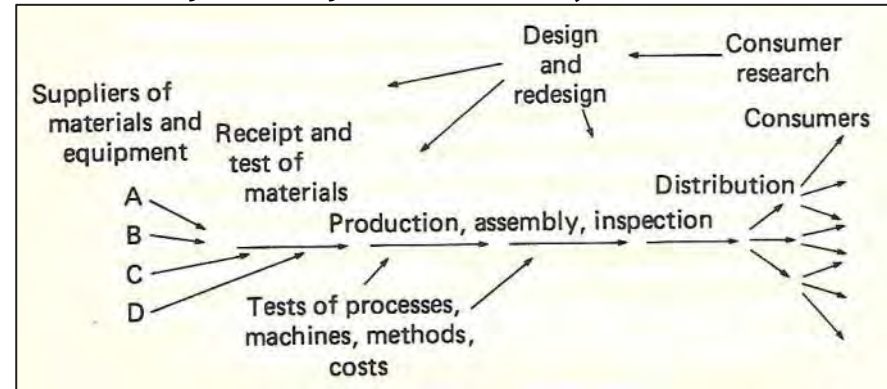 Design
and
redesign
Consumer
research
Suppliers of
materials and
equipment
Receipt and
test of
materials
Consumers
A
B
C
D
Distribution
Production, assembly, inspection
Tests of processes,
machines, methods,
costs